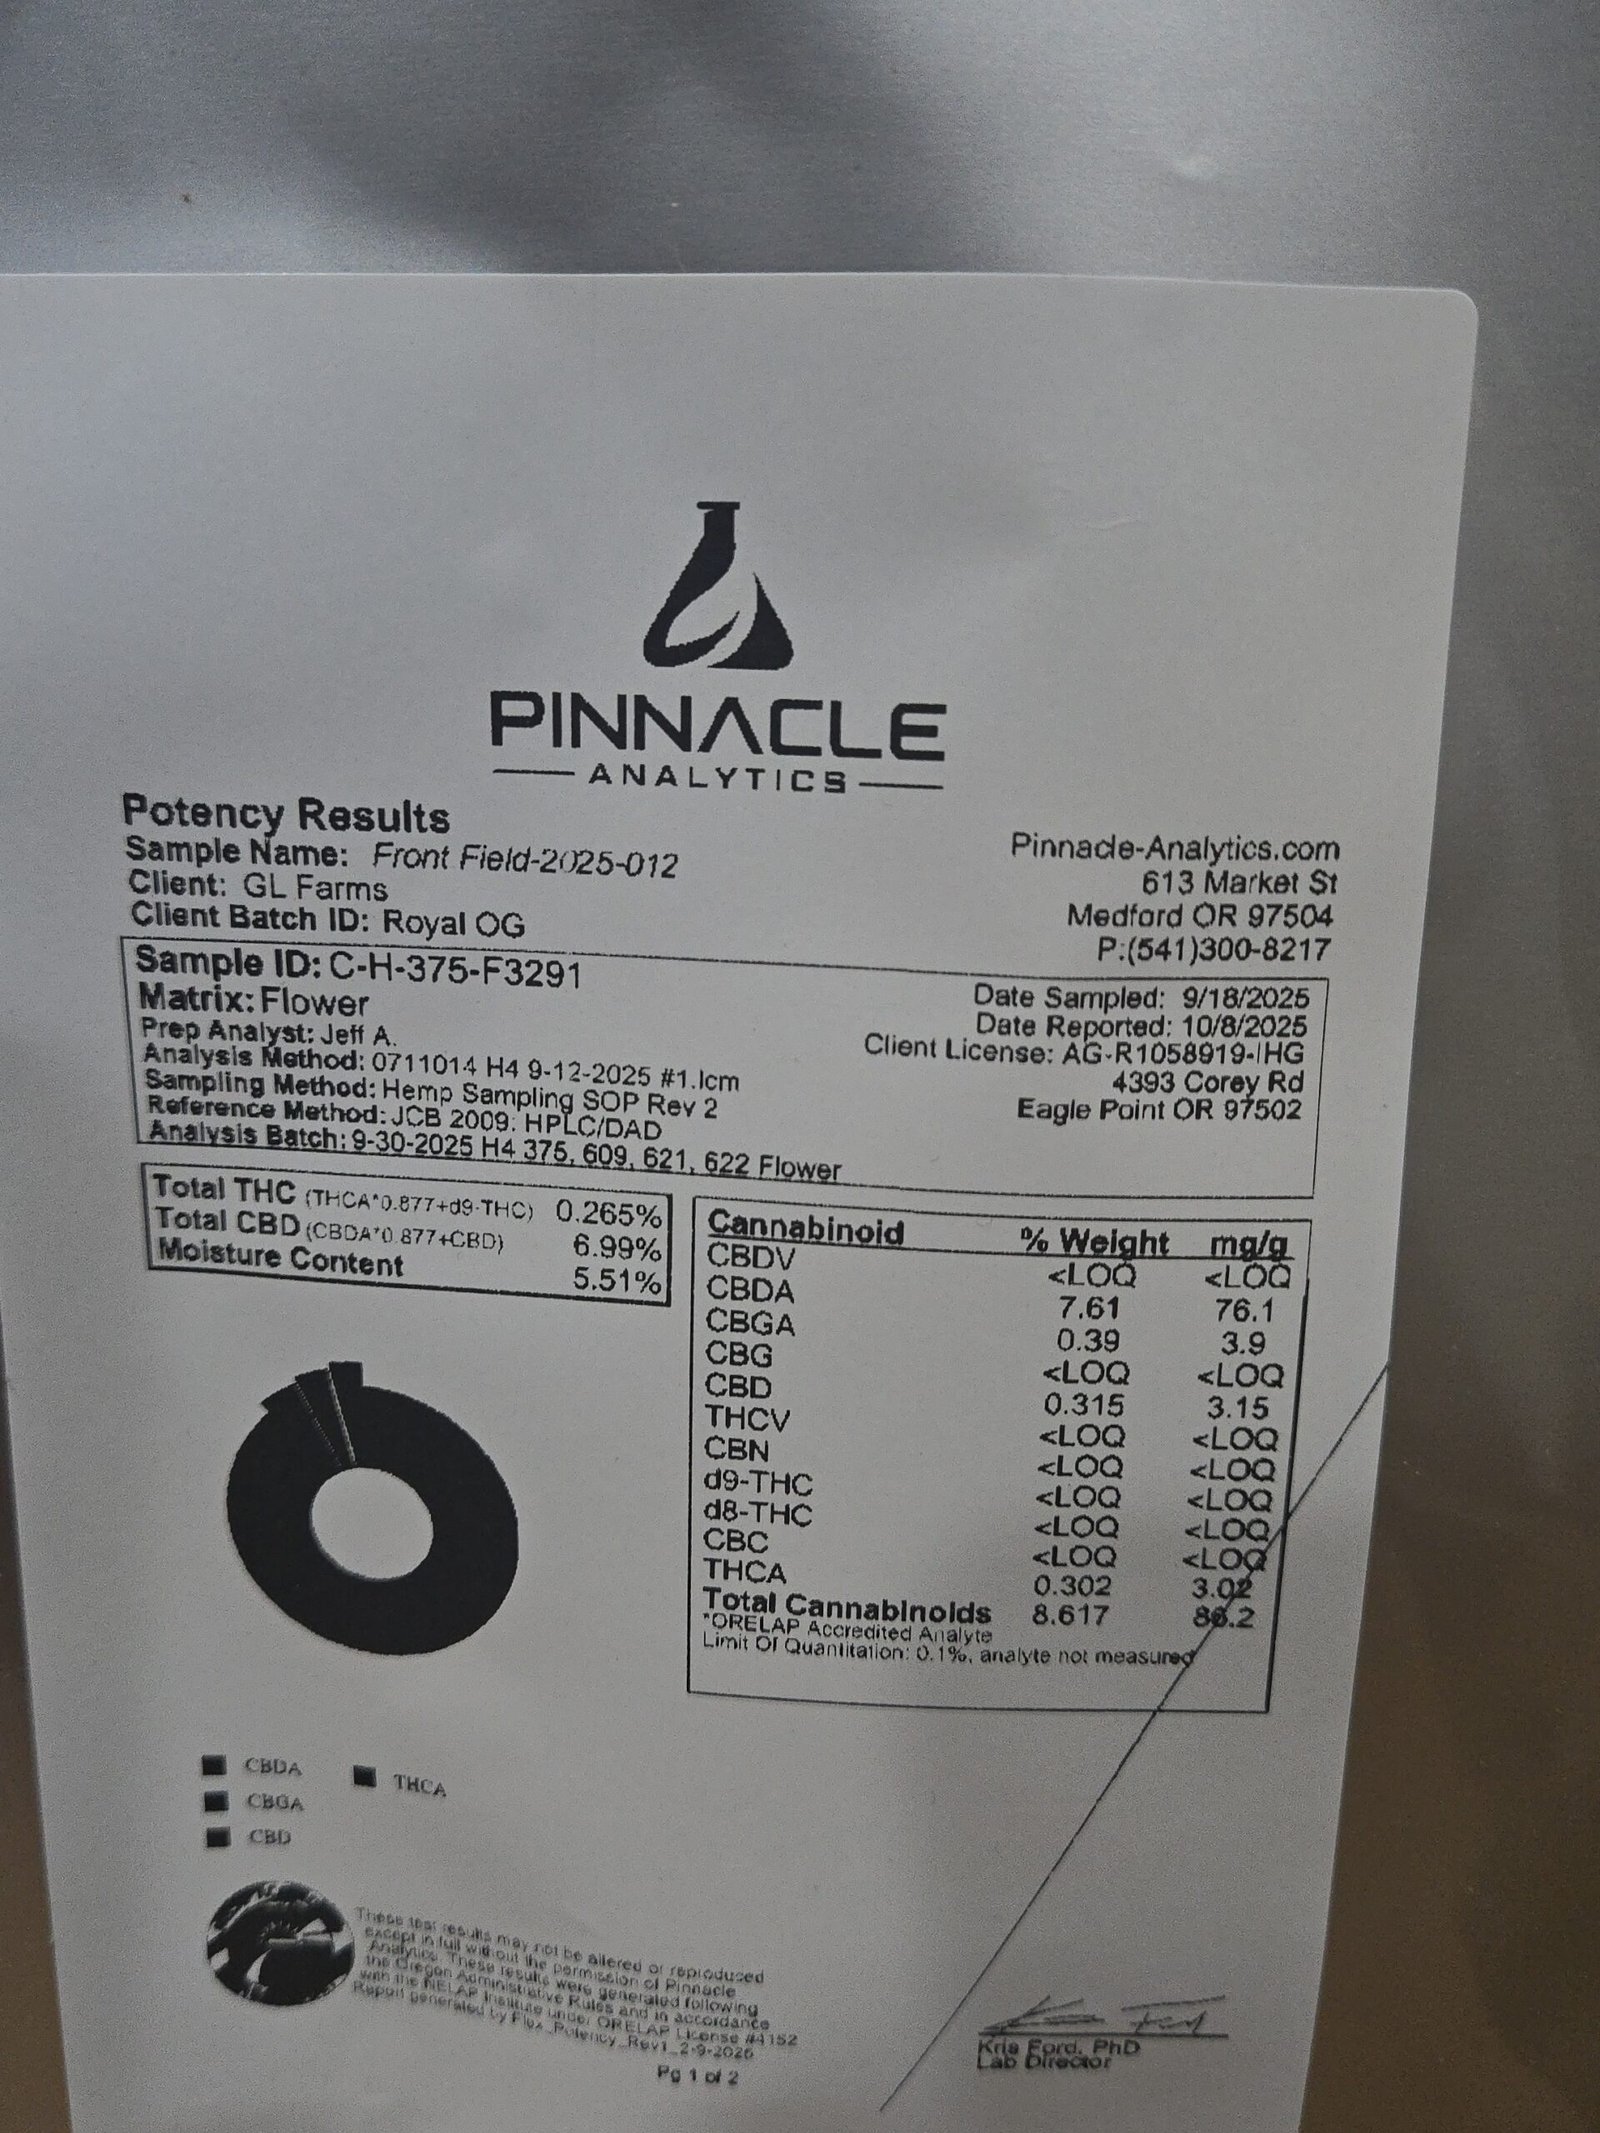 PINNACLE
ANALYTICS
Potency Results
Sample Name: Front Field-2025-012
Client: GL Farms
Client Batch ID: Royal OG
Pinnacle-Analytics.com
613 Market St
Medford OR 97504
P:(541)300-8217
Sample ID: C-H-375-F3291
Matrix: Flower
Prep Analyst: Jeff A.
Analysis Method: 0711014 H4 9-12-2025 #1.lcm
Sampling Method: Hemp Sampling SOP Rev 2
Reference Method: JCB 2009: HPLC/DAD
Analysis Batch: 9-30-2025 H4 375, 609, 621, 622 Flower
Date Sampled: 9/18/2025
Date Reported: 10/8/2025
Client License: AG-R1058919-IHG
4393 Corey Rd
Eagle Point OR 97502
Total THC (THCA*0.877+d9-THC) 0.265%
Total CBD (CBDA*0.877+CBD) 6.99%
Moisture Content 5.51%
Cannabinoid % Weight mg/g
CBDV <LOQ <LOQ
CBDA 7.61 76.1
CBGA 0.39 3.9
CBG <LOQ <LOQ
CBD 0.315 3.15
THCV <LOQ <LOQ
CBN <LOQ <LOQ
d9-THC <LOQ <LOQ
d8-THC <LOQ <LOQ
CBC <LOQ <LOQ
THCA 0.302 3.02
Total Cannabinoids 8.617 86.2
*ORELAP Accredited Analyte
Limit Of Quantitation: 0.1%, analyte not measured
CBDA
THCA
CBGA
CBD
These test results may not be altered or reproduced
except in full without the permission of Pinnacle
Analytics. These results were generated following
the Oregon Administrative Rules and in accordance
with the NELAP Institute under ORELAP License #4152
Report generated by Flex_Potency_Rev1_2-9-2025
Pg 1 of 2
Kris Ford, PhD
Lab Director